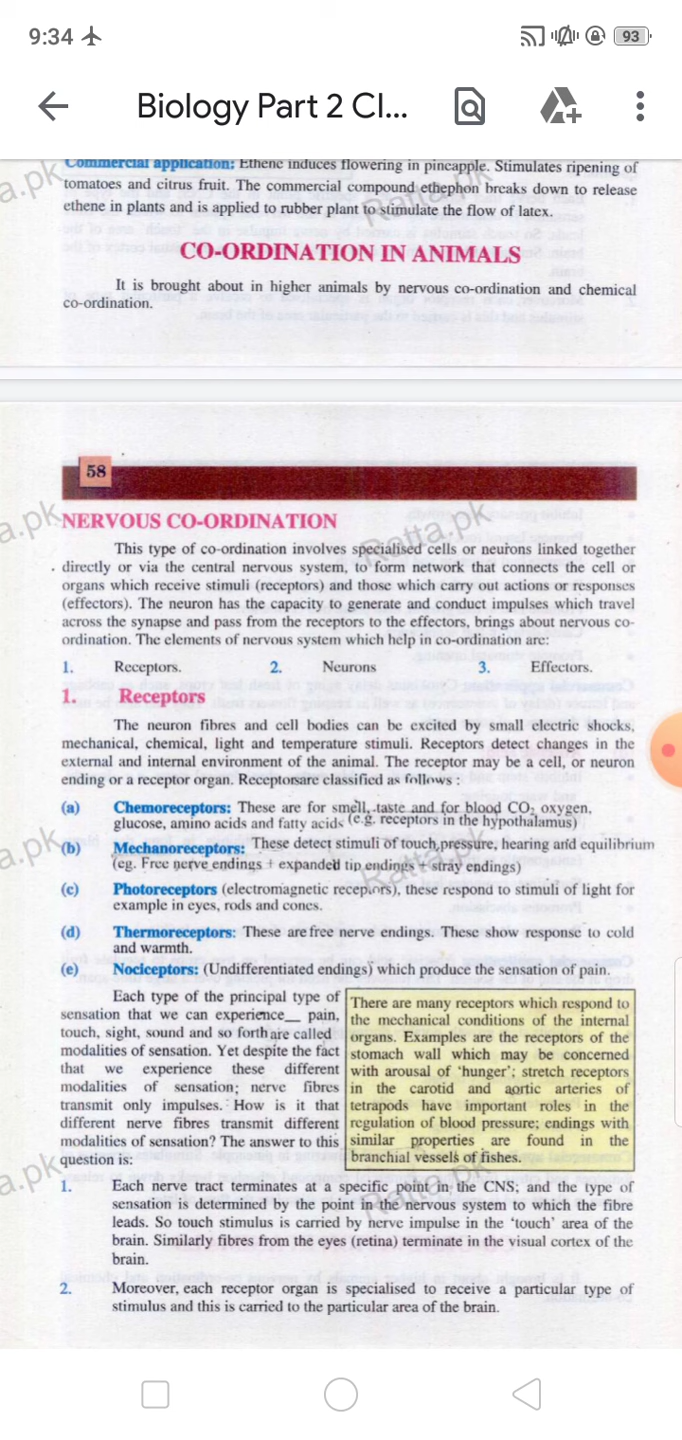 9:34
93
Biology Part 2 Cl...
Commercial application: Ethene induces flowering in pineapple. Stimulates ripening of
tomatoes and citrus fruit. The commercial compound ethephon breaks down to release
ethene in plants and is applied to rubber plant to stimulate the flow of latex.
CO-ORDINATION IN ANIMALS
It is brought about in higher animals by nervous co-ordination and chemical
co-ordination.
58
NERVOUS CO-ORDINATION
This type of co-ordination involves specialised cells or neurons linked together
directly or via the central nervous system, to form network that connects the cell or
organs which receive stimuli (receptors) and those which carry out actions or responses
(effectors). The neuron has the capacity to generate and conduct impulses which travel
across the synapse and pass from the receptors to the effectors, brings about nervous co-
ordination. The elements of nervous system which help in co-ordination are:
1. Receptors. 2. Neurons 3. Effectors.
1. Receptors
The neuron fibres and cell bodies can be excited by small electric shocks,
mechanical, chemical, light and temperature stimuli. Receptors detect changes in the
external and internal environment of the animal. The receptor may be a cell, or neuron
ending or a receptor organ. Receptorsare classified as follows :
(a) Chemoreceptors: These are for smell, taste and for blood CO2 oxygen,
glucose, amino acids and fatty acids (e.g. receptors in the hypothalamus)
(b) Mechanoreceptors: These detect stimuli of touch,pressure, hearing and equilibrium
(eg. Free nerve endings + expanded tip endings + stray endings)
(c) Photoreceptors (electromagnetic receptors), these respond to stimuli of light for
example in eyes, rods and cones.
(d) Thermoreceptors: These are free nerve endings. These show response to cold
and warmth.
(e) Nociceptors: (Undifferentiated endings) which produce the sensation of pain.
Each type of the principal type of
sensation that we can experience__ pain,
touch, sight, sound and so forth are called
modalities of sensation. Yet despite the fact
that we experience these different
modalities of sensation; nerve fibres
transmit only impulses. How is it that
different nerve fibres transmit different
modalities of sensation? The answer to this
question is:
There are many receptors which respond to
the mechanical conditions of the internal
organs. Examples are the receptors of the
stomach wall which may be concerned
with arousal of 'hunger'; stretch receptors
in the carotid and aortic arteries of
tetrapods have important roles in the
regulation of blood pressure; endings with
similar properties are found in the
branchial vessels of fishes.
1. Each nerve tract terminates at a specific point in the CNS; and the type of
sensation is determined by the point in the nervous system to which the fibre
leads. So touch stimulus is carried by nerve impulse in the 'touch' area of the
brain. Similarly fibres from the eyes (retina) terminate in the visual cortex of the
brain.
2. Moreover, each receptor organ is specialised to receive a particular type of
stimulus and this is carried to the particular area of the brain.
a.pk
Ratta.pk
a.pk
Ratta.pk
a.pk
Ratta.pk
a.pk
Ratta.pk